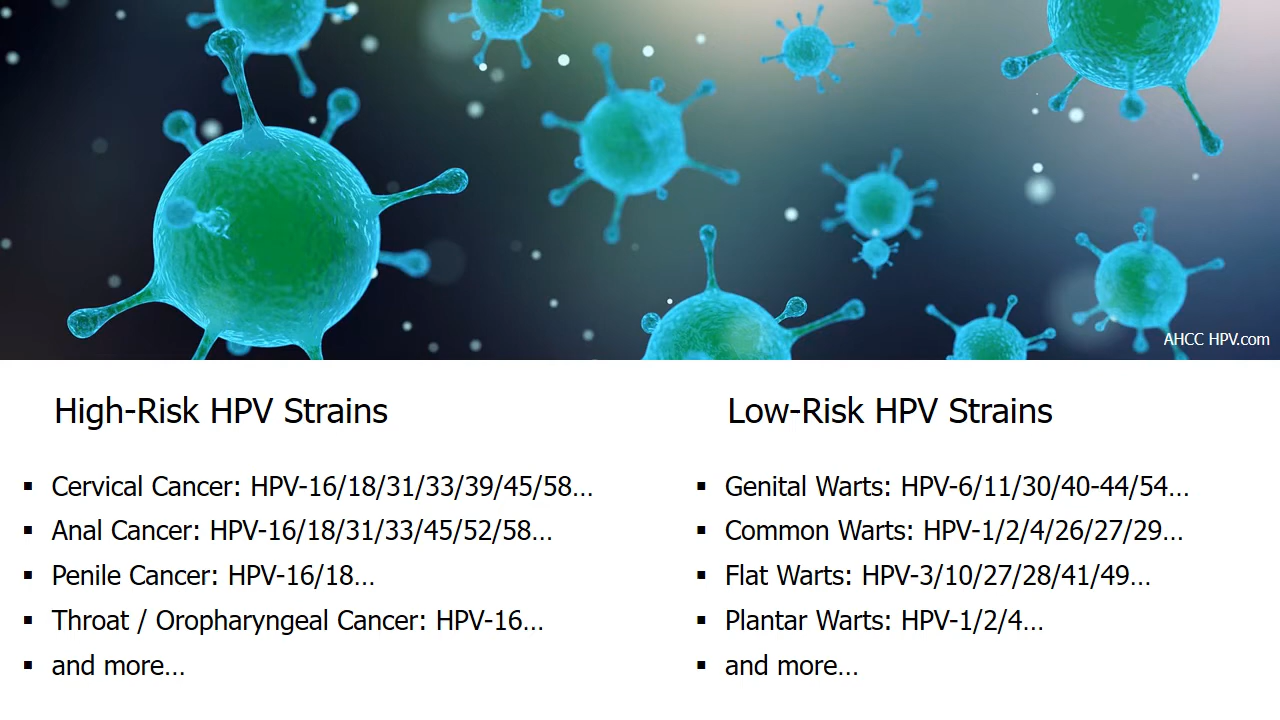 AHCC HPV.com
High-Risk HPV Strains
▪ Cervical Cancer: HPV-16/18/31/33/39/45/58...
▪ Anal Cancer: HPV-16/18/31/33/45/52/58...
▪ Penile Cancer: HPV-16/18...
▪ Throat / Oropharyngeal Cancer: HPV-16...
▪ and more...
Low-Risk HPV Strains
▪ Genital Warts: HPV-6/11/30/40-44/54...
▪ Common Warts: HPV-1/2/4/26/27/29...
▪ Flat Warts: HPV-3/10/27/28/41/49...
▪ Plantar Warts: HPV-1/2/4...
▪ and more...